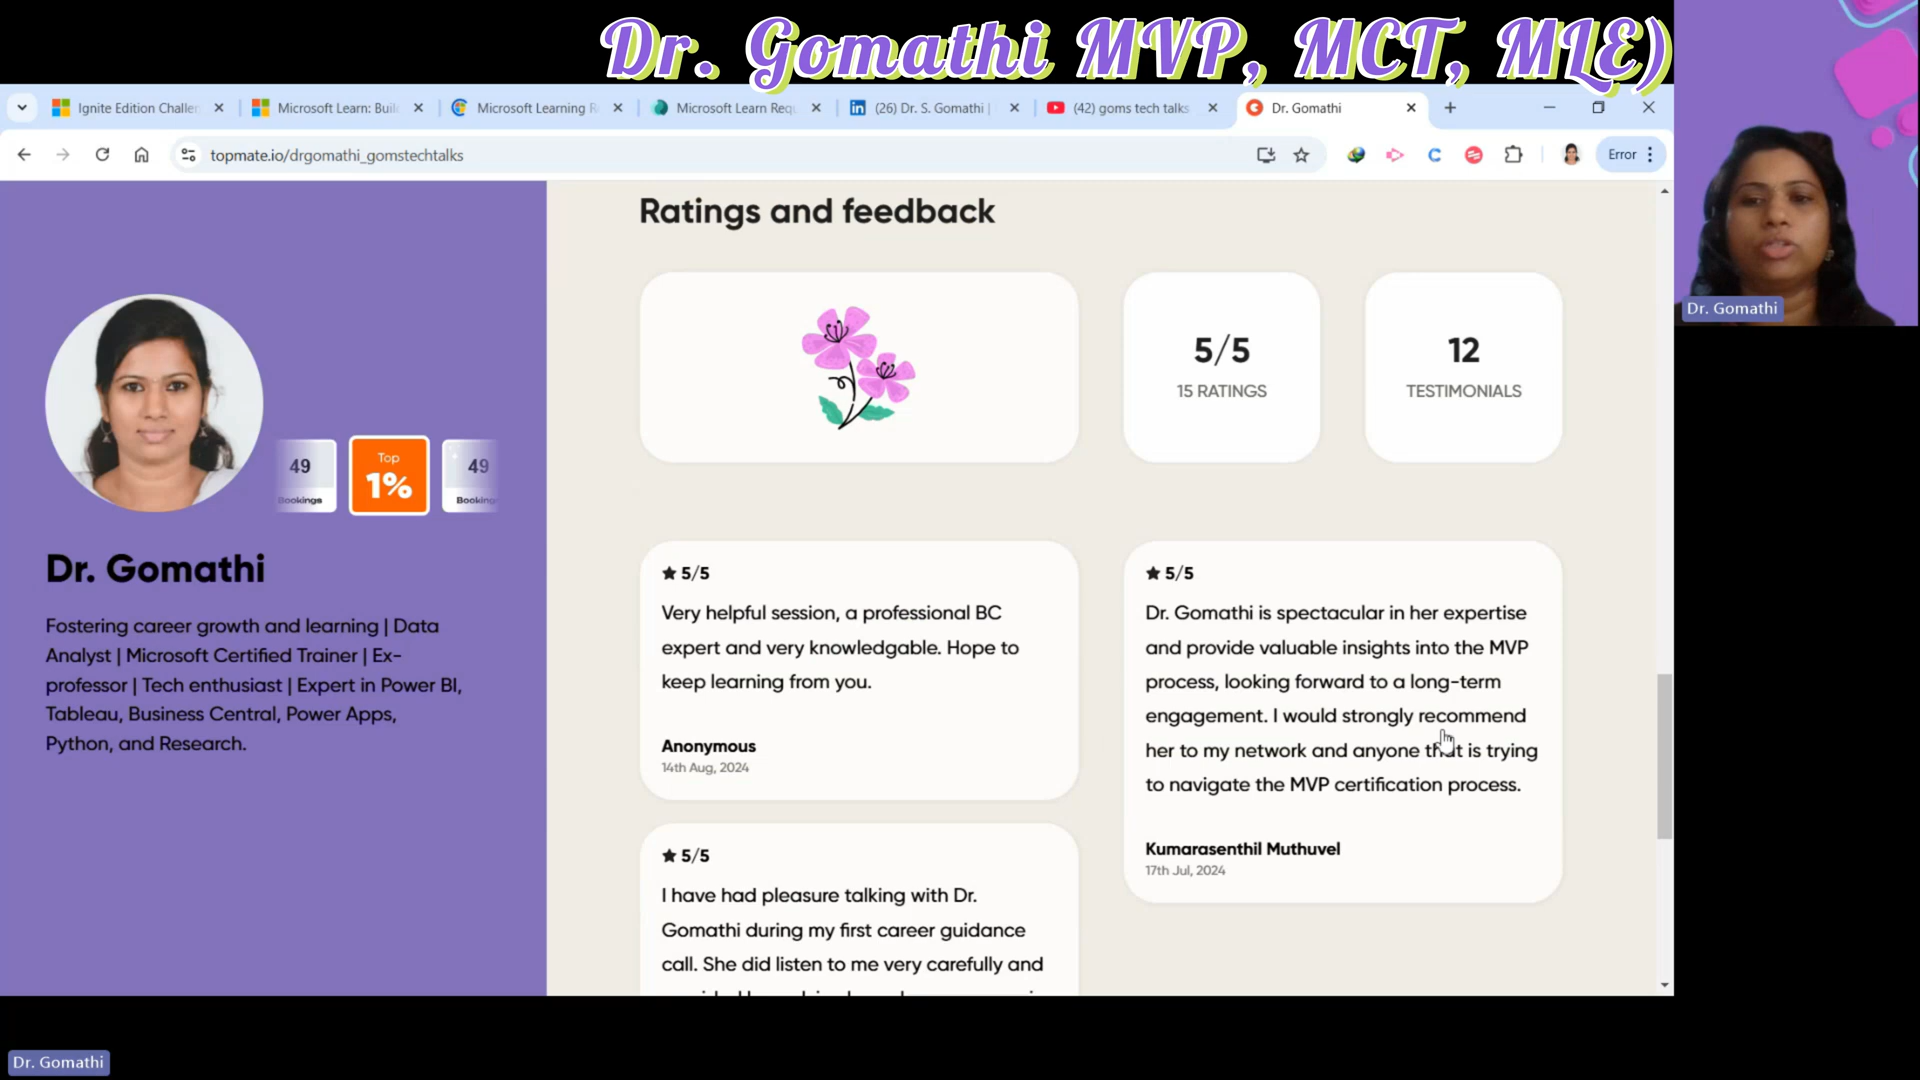 Dr. Gomathi MVP, MCT, MLE)
Ignite Edition Challen
Microsoft Learn: Buil
Microsoft Learning R
Microsoft Learn Requ
(26) Dr. S. Gomathi |
(42) goms tech talks
Dr. Gomathi
topmate.io/drgomathi_gomstechtalks
Error
Dr. Gomathi
49
Bookings
Top
1%
49
Booking
Dr. Gomathi
Fostering career growth and learning | Data
Analyst | Microsoft Certified Trainer | Ex-
professor | Tech enthusiast | Expert in Power BI,
Tableau, Business Central, Power Apps,
Python, and Research.
Ratings and feedback
5/5
15 RATINGS
12
TESTIMONIALS
★ 5/5
Very helpful session, a professional BC
expert and very knowledgable. Hope to
keep learning from you.
Anonymous
14th Aug, 2024
★ 5/5
Dr. Gomathi is spectacular in her expertise
and provide valuable insights into the MVP
process, looking forward to a long-term
engagement. I would strongly recommend
her to my network and anyone that is trying
to navigate the MVP certification process.
Kumarasenthil Muthuvel
17th Jul, 2024
★ 5/5
I have had pleasure talking with Dr.
Gomathi during my first career guidance
call. She did listen to me very carefully and
Dr. Gomathi